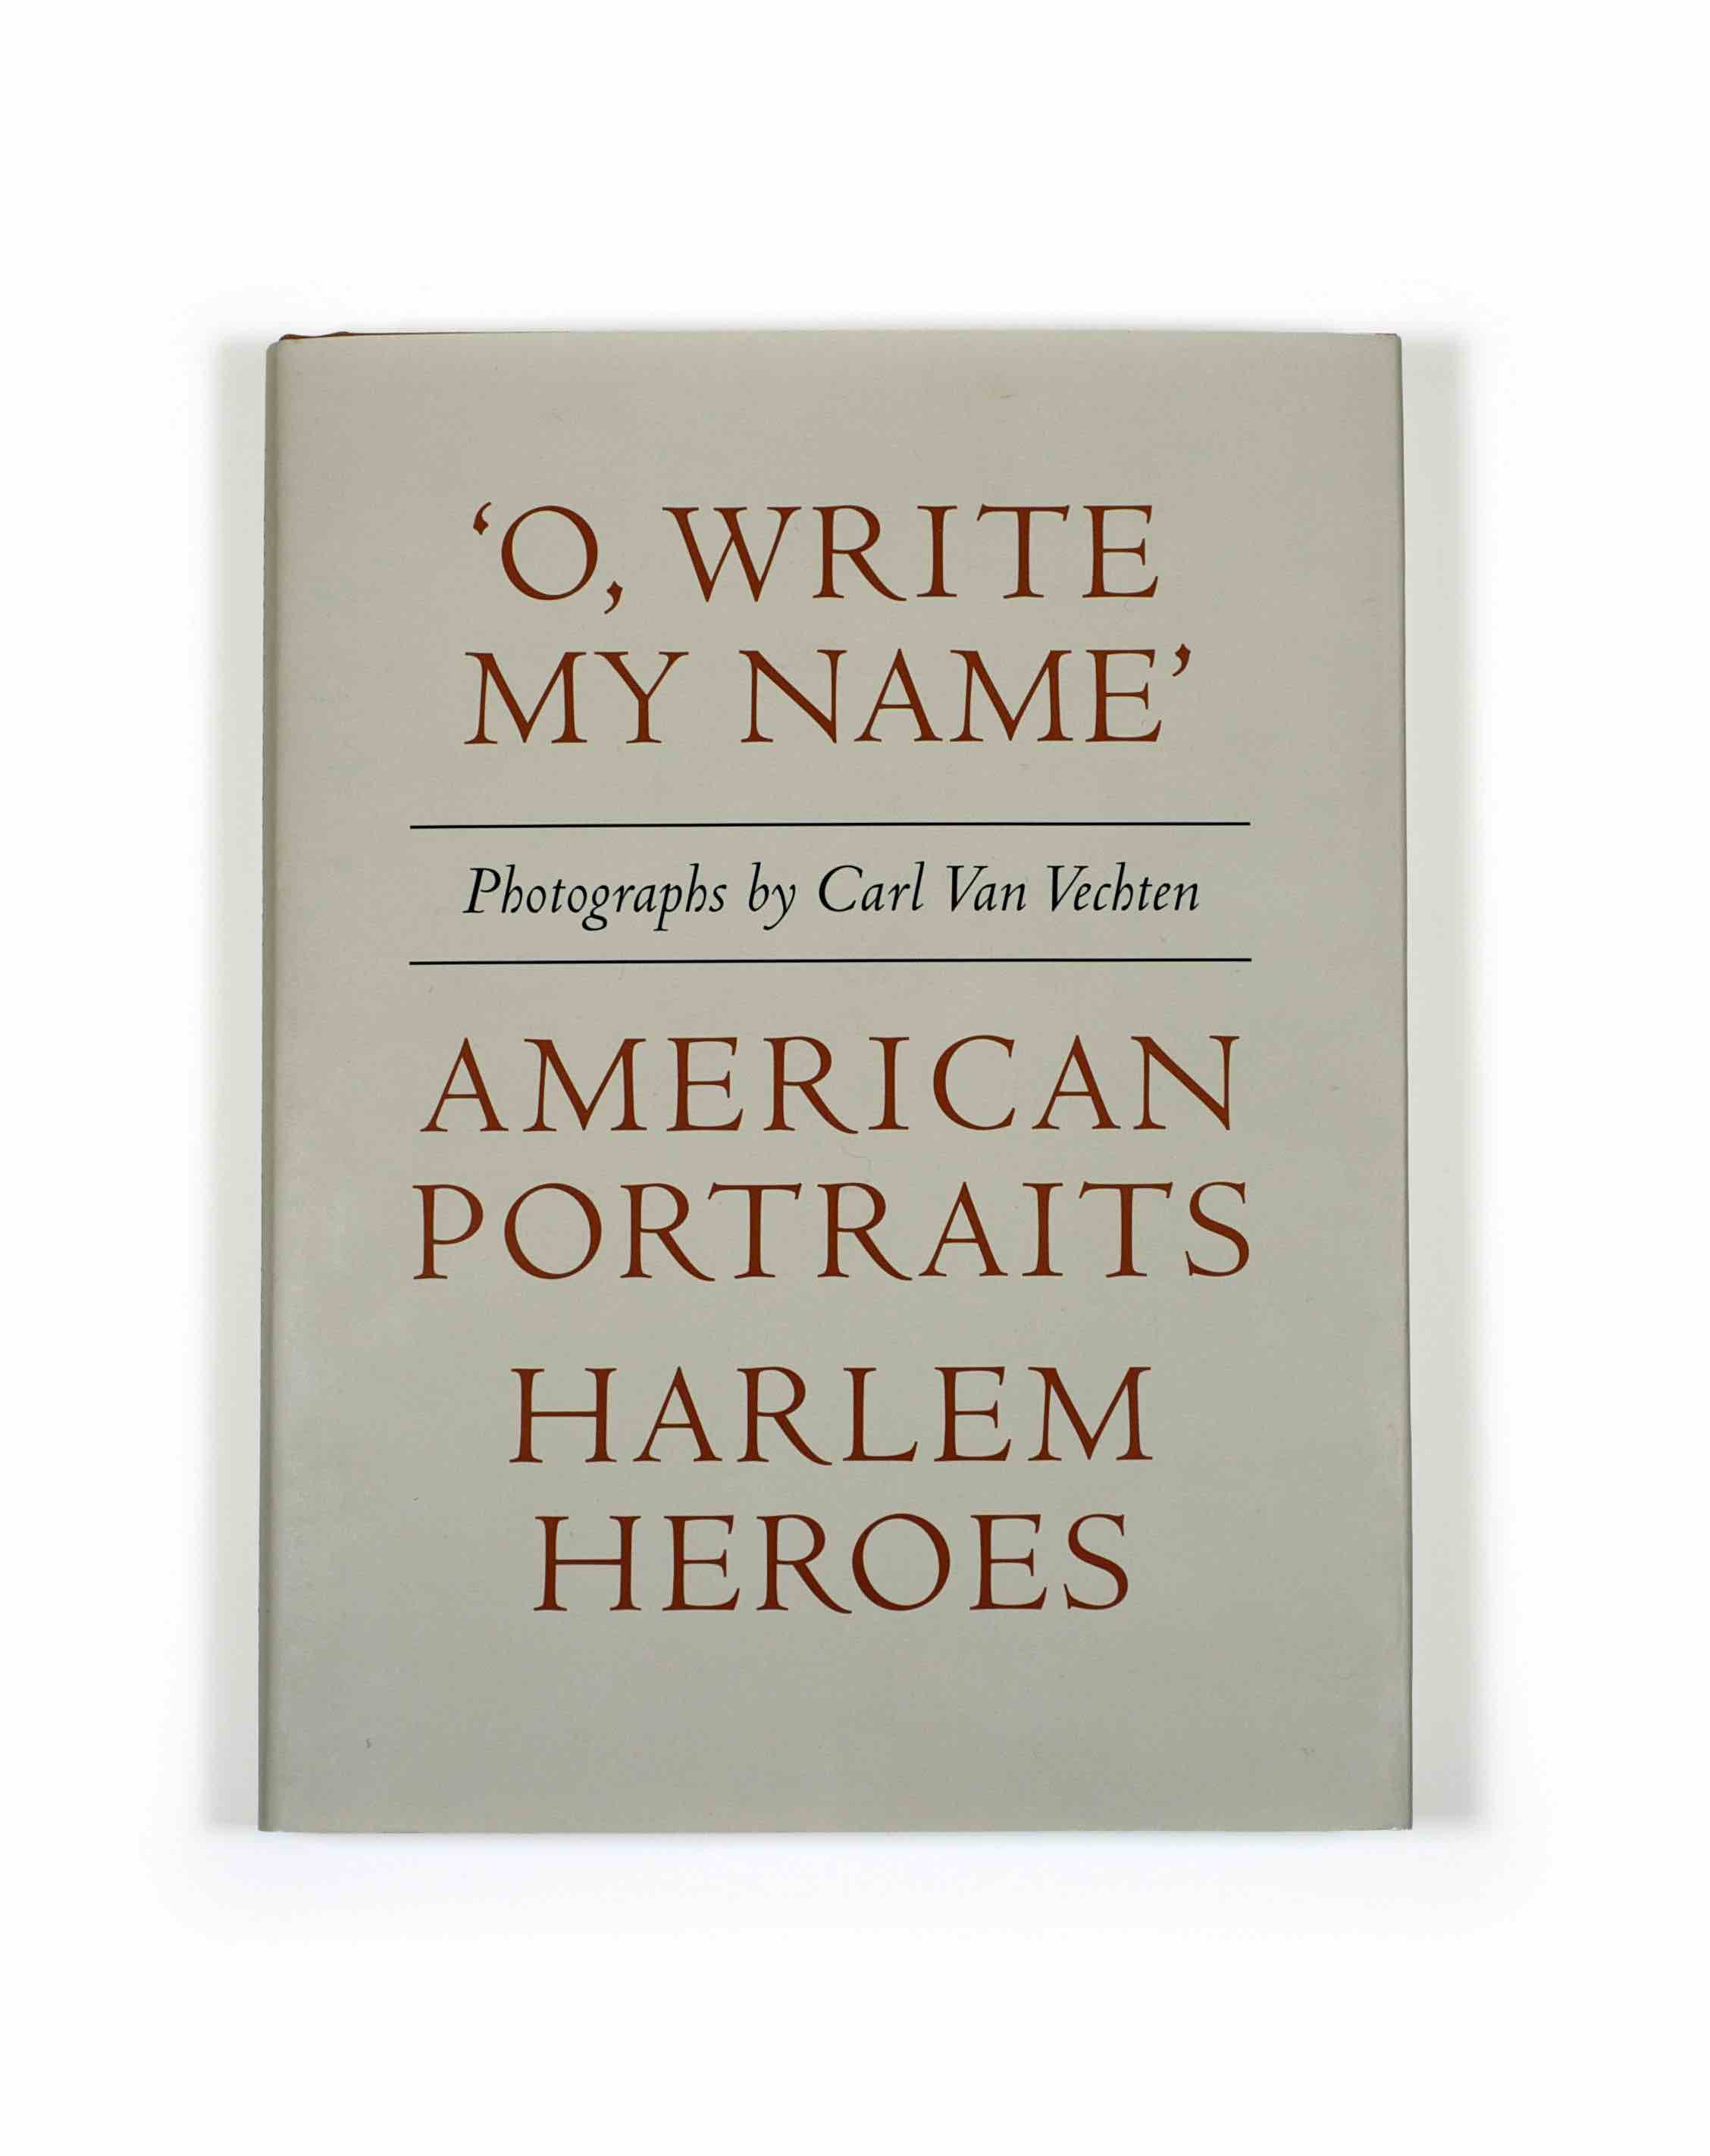 ‘O, WRITE
MY NAME’
Photographs by Carl Van Vechten
AMERICAN
PORTRAITS
HARLEM
HEROES